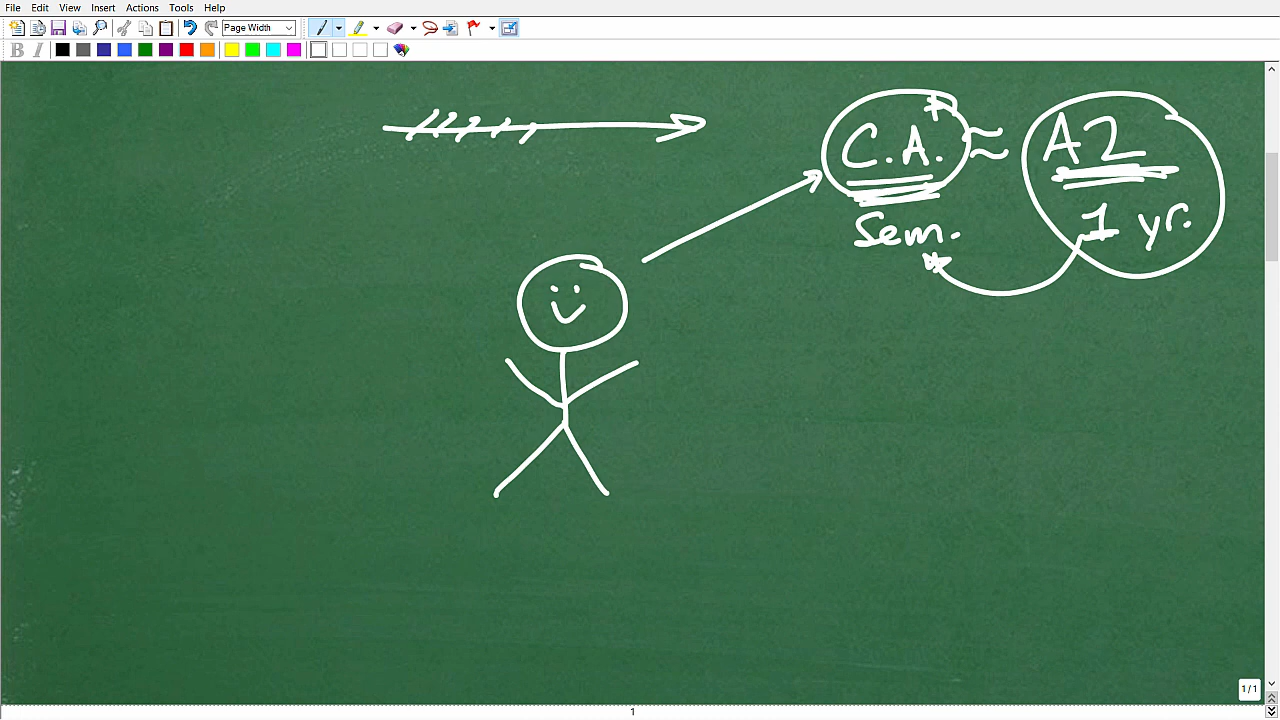 File Edit View Insert Actions Tools Help
Page Width
B I
C.A. ≈ A2
Sem. 1 yr.
1/1
1